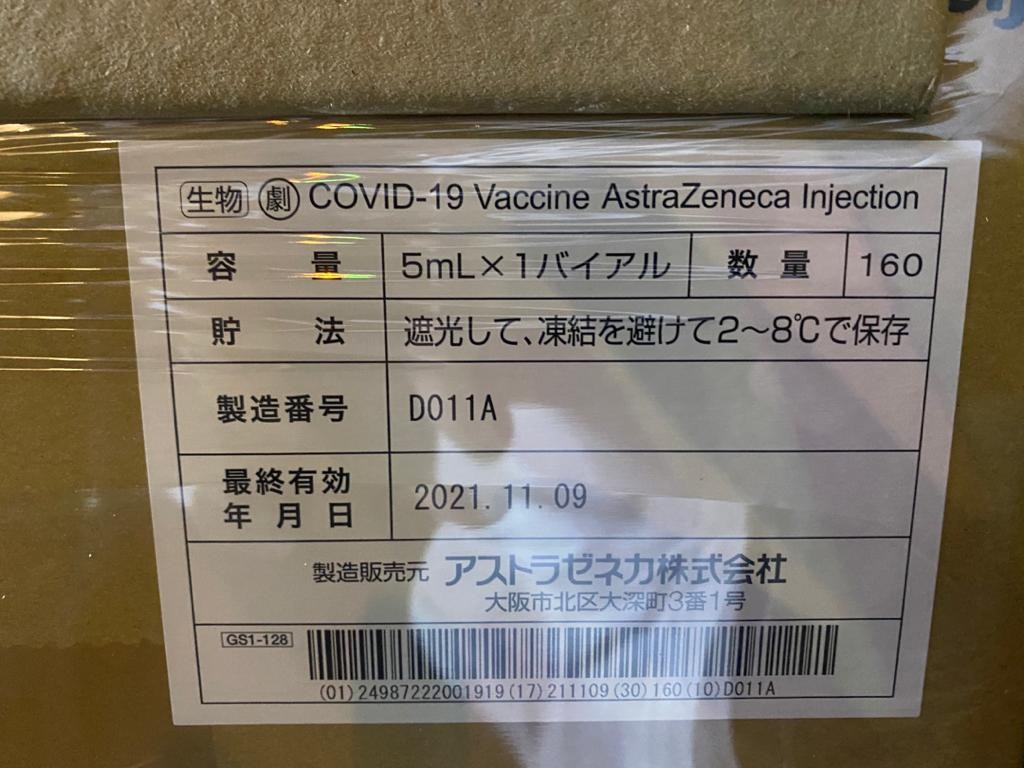 生物 劇 COVID-19 Vaccine AstraZeneca Injection
容 量 5mL×1バイアル 数 量 160
貯 法 遮光して、凍結を避けて2～8℃で保存
製造番号 D011A
最終有効
年 月 日 2021.11.09
製造販売元 アストラゼネカ株式会社
大阪市北区大深町3番1号
GS1-128
(01)24987222001919(17)211109(30)160(10)D011A